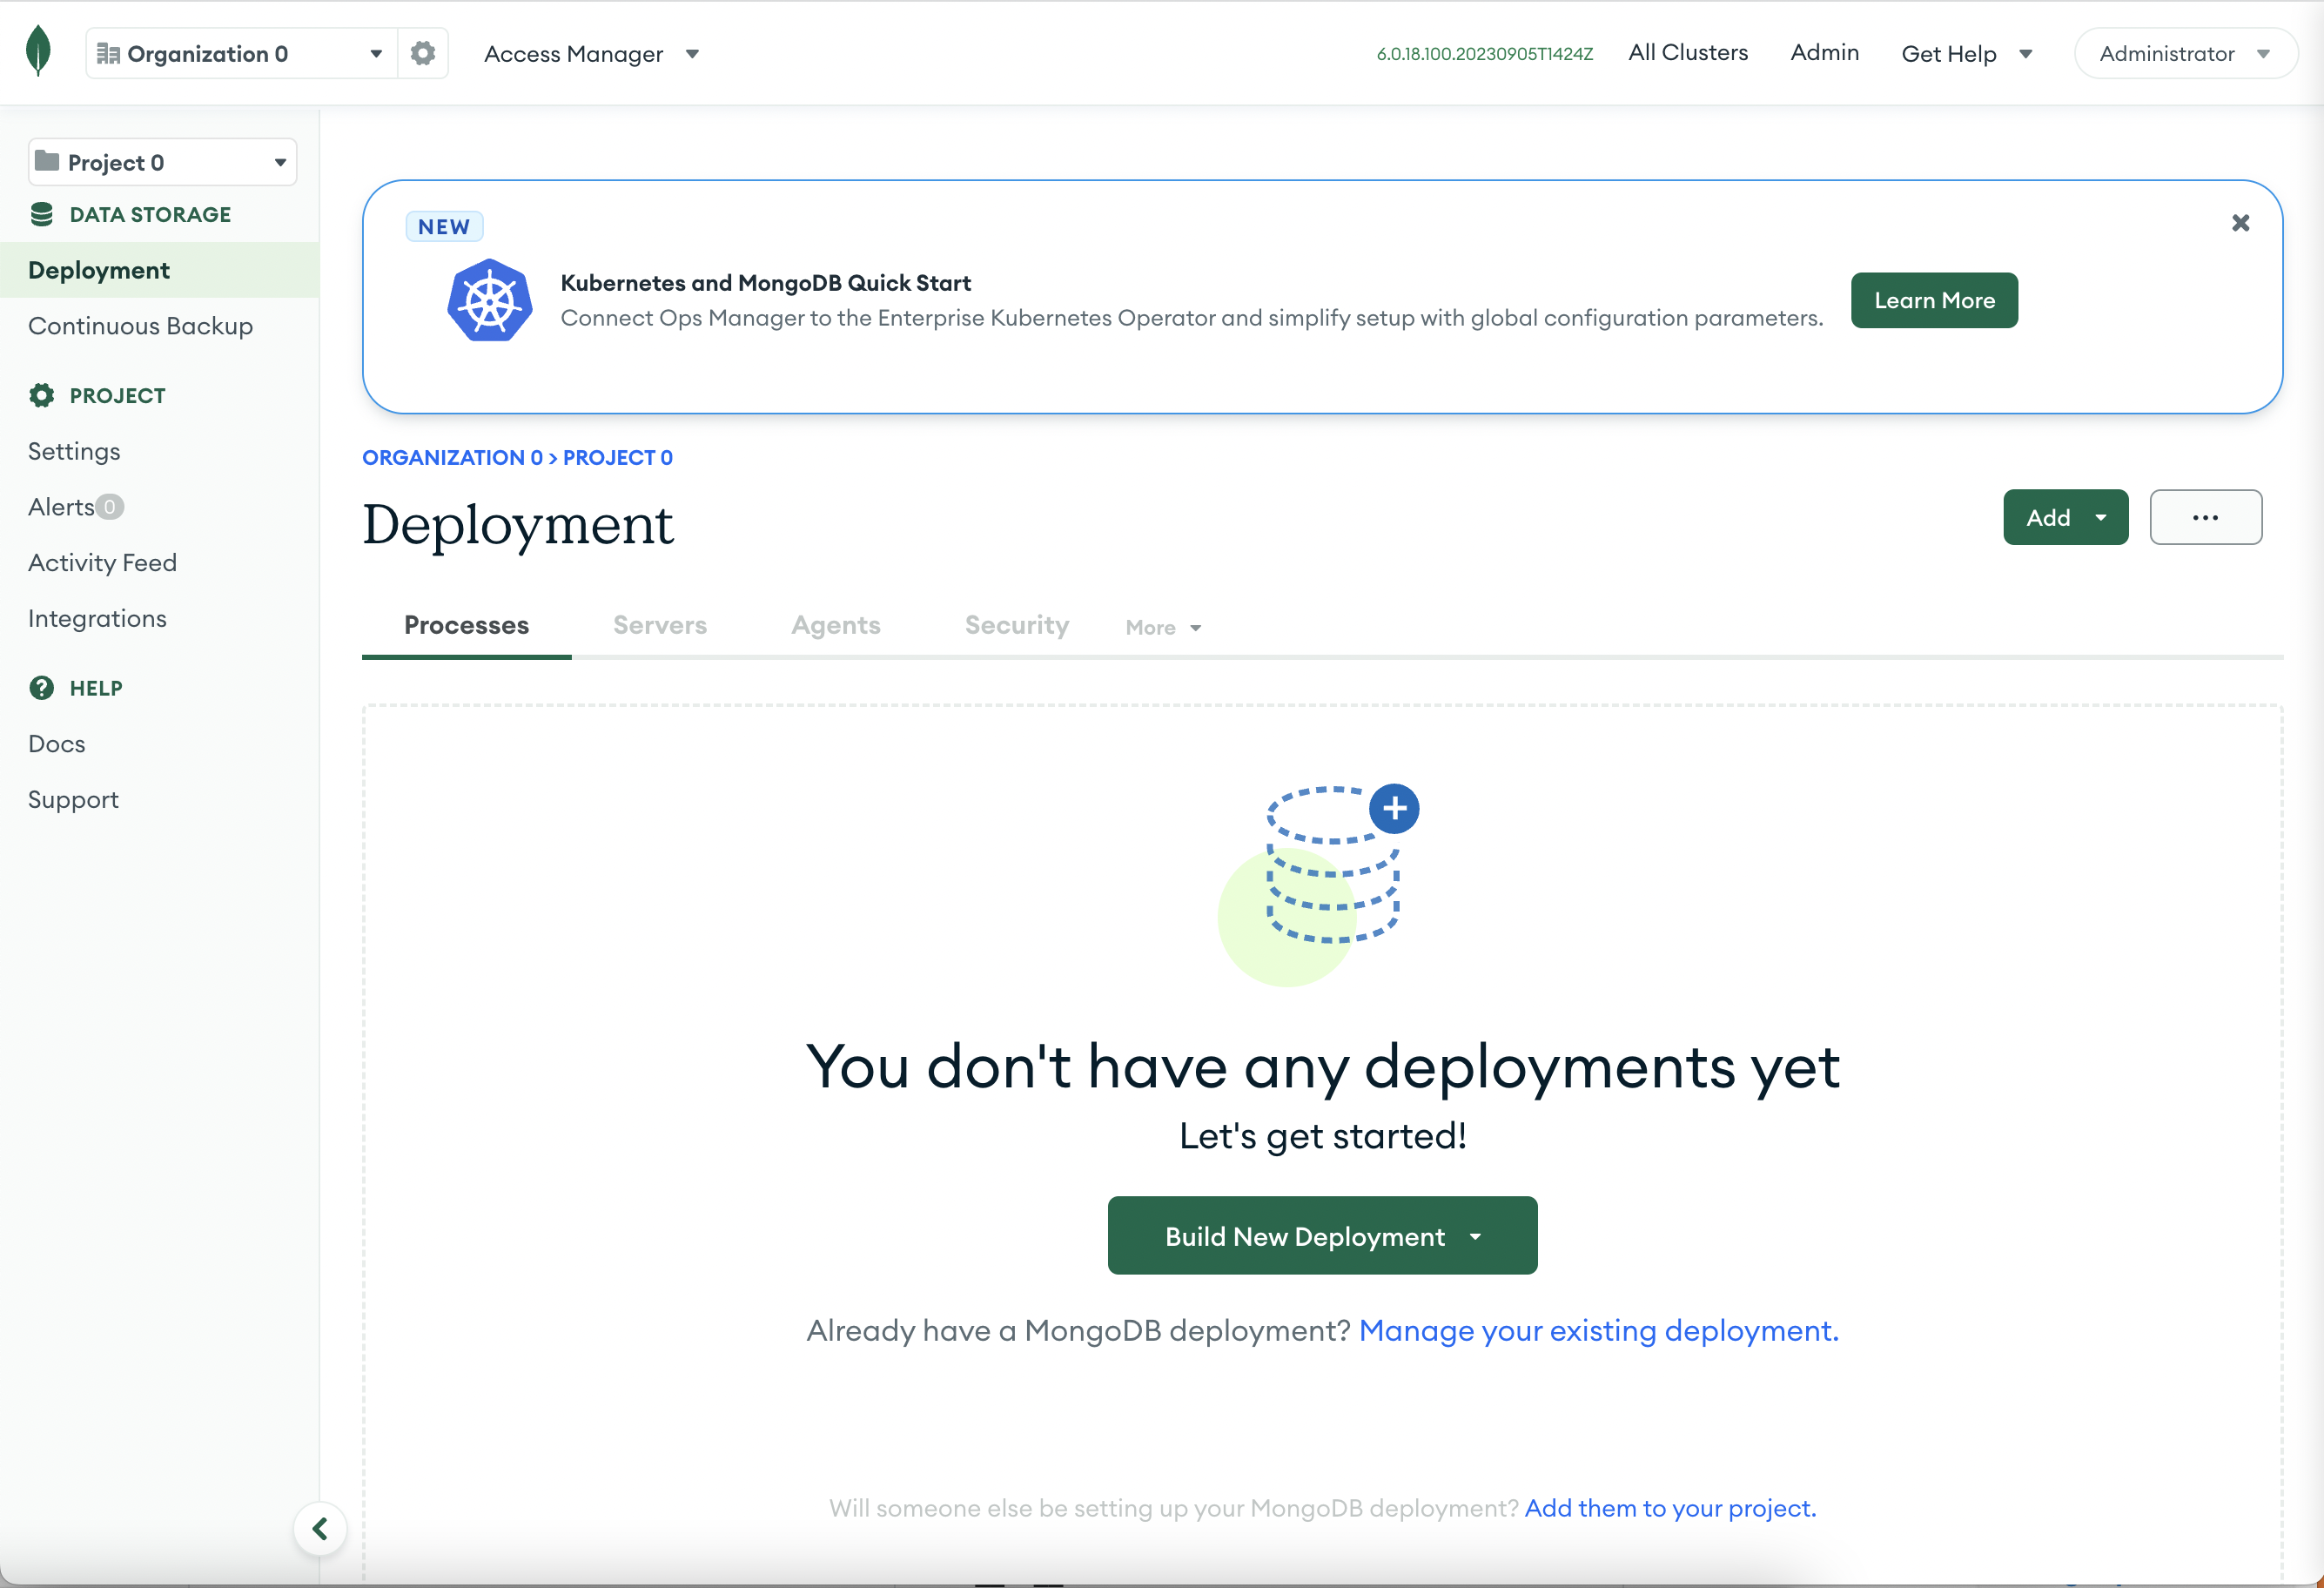 Organization 0
Access Manager
6.0.18.100.20230905T1424Z
All Clusters
Admin
Get Help
Administrator
Project 0
DATA STORAGE
Deployment
Continuous Backup
PROJECT
Settings
Alerts 0
Activity Feed
Integrations
HELP
Docs
Support
NEW
Kubernetes and MongoDB Quick Start
Connect Ops Manager to the Enterprise Kubernetes Operator and simplify setup with global configuration parameters.
Learn More
ORGANIZATION 0 > PROJECT 0
Deployment
Add
...
Processes
Servers
Agents
Security
More
You don't have any deployments yet
Let's get started!
Build New Deployment
Already have a MongoDB deployment? Manage your existing deployment.
Will someone else be setting up your MongoDB deployment? Add them to your project.